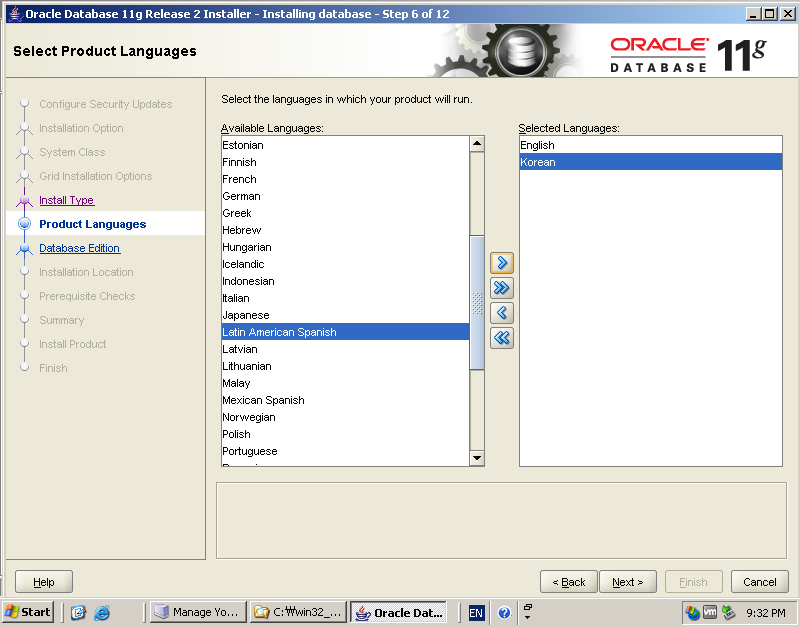 Oracle Database 11g Release 2 Installer - Installing database - Step 6 of 12
Select Product Languages
ORACLE
DATABASE
11g
Configure Security Updates
Installation Option
System Class
Grid Installation Options
Install Type
Product Languages
Database Edition
Installation Location
Prerequisite Checks
Summary
Install Product
Finish
Select the languages in which your product will run.
Available Languages:
Estonian
Finnish
French
German
Greek
Hebrew
Hungarian
Icelandic
Indonesian
Italian
Japanese
Latin American Spanish
Latvian
Lithuanian
Malay
Mexican Spanish
Norwegian
Polish
Portuguese
Selected Languages:
English
Korean
Help
< Back
Next >
Finish
Cancel
Start
Manage Yo...
C:₩win32_...
Oracle Dat...
EN
9:32 PM